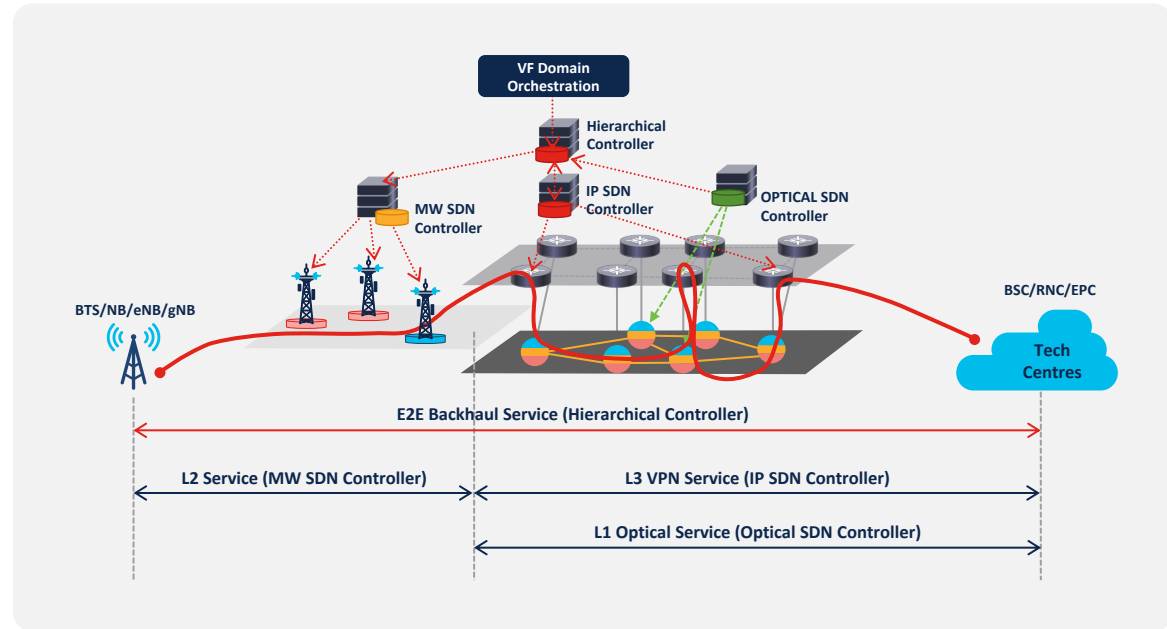 VF Domain
Orchestration
Hierarchical
Controller
IP SDN
Controller
MW SDN
Controller
OPTICAL SDN
Controller
BTS/NB/eNB/gNB
BSC/RNC/EPC
Tech
Centres
E2E Backhaul Service (Hierarchical Controller)
L2 Service (MW SDN Controller)
L3 VPN Service (IP SDN Controller)
L1 Optical Service (Optical SDN Controller)